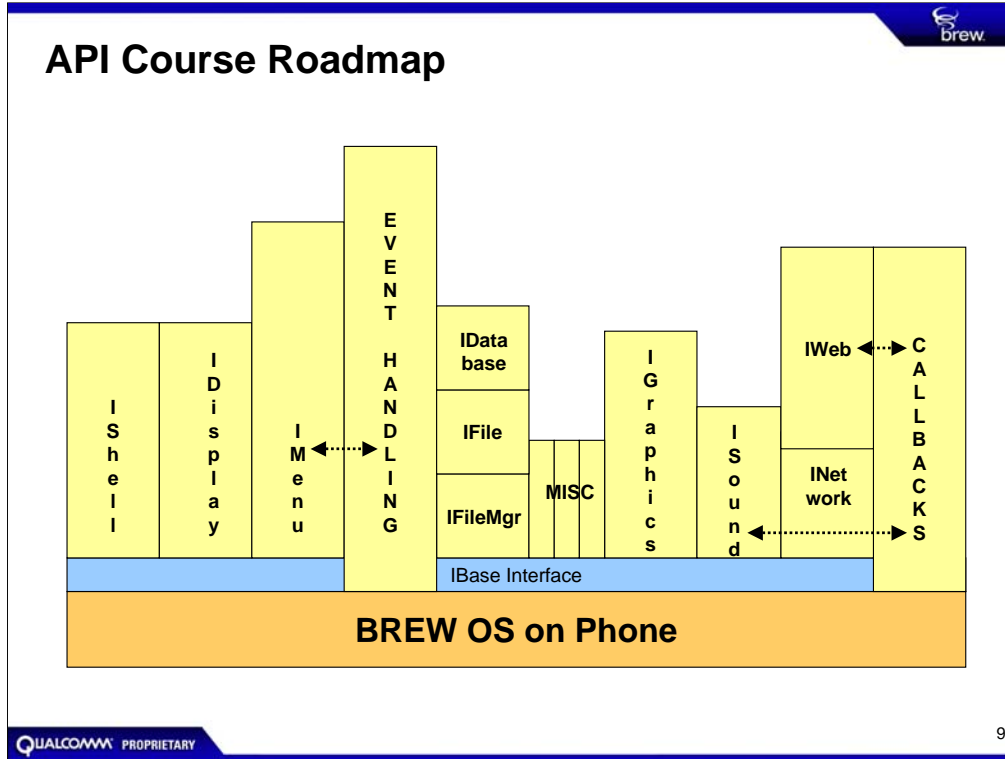 brew.
API Course Roadmap
IShell
IDisplay
IMenu
EVENT HANDLING
IData
base
IFile
IFileMgr
MISC
IGraphics
ISound
IWeb
INet
work
CALLBACKS
IBase Interface
BREW OS on Phone
QUALCOMM PROPRIETARY
9